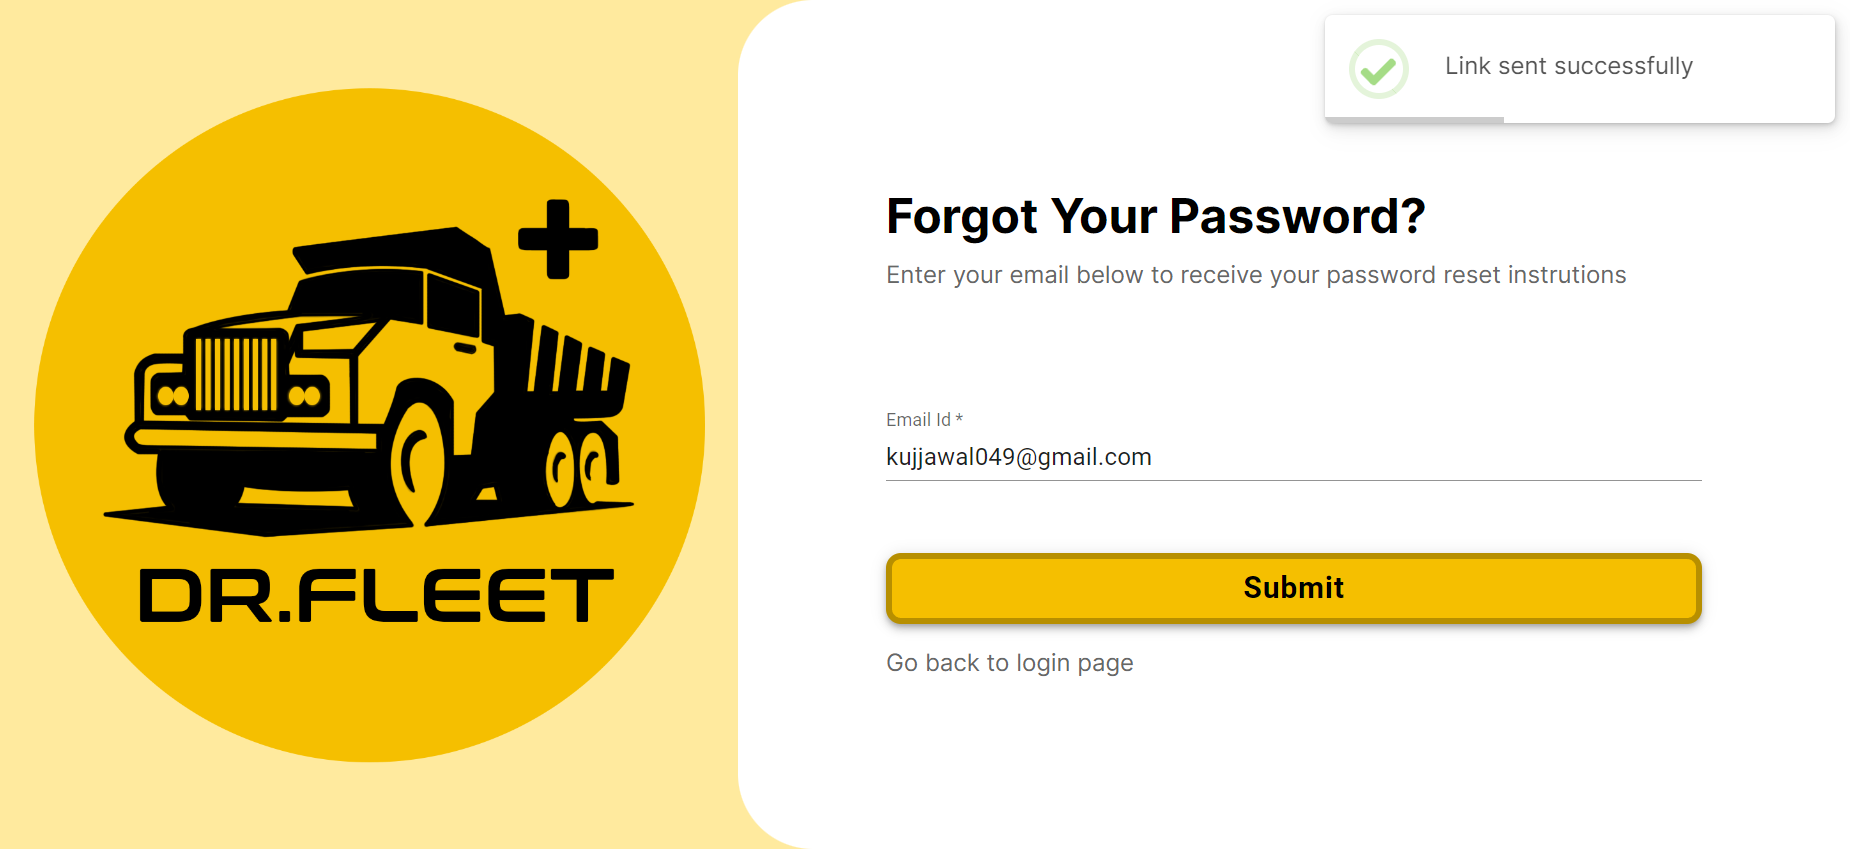 DR.FLEET
Link sent successfully
Forgot Your Password?
Enter your email below to receive your password reset instrutions
Email Id *
kujjawal049@gmail.com
Submit
Go back to login page